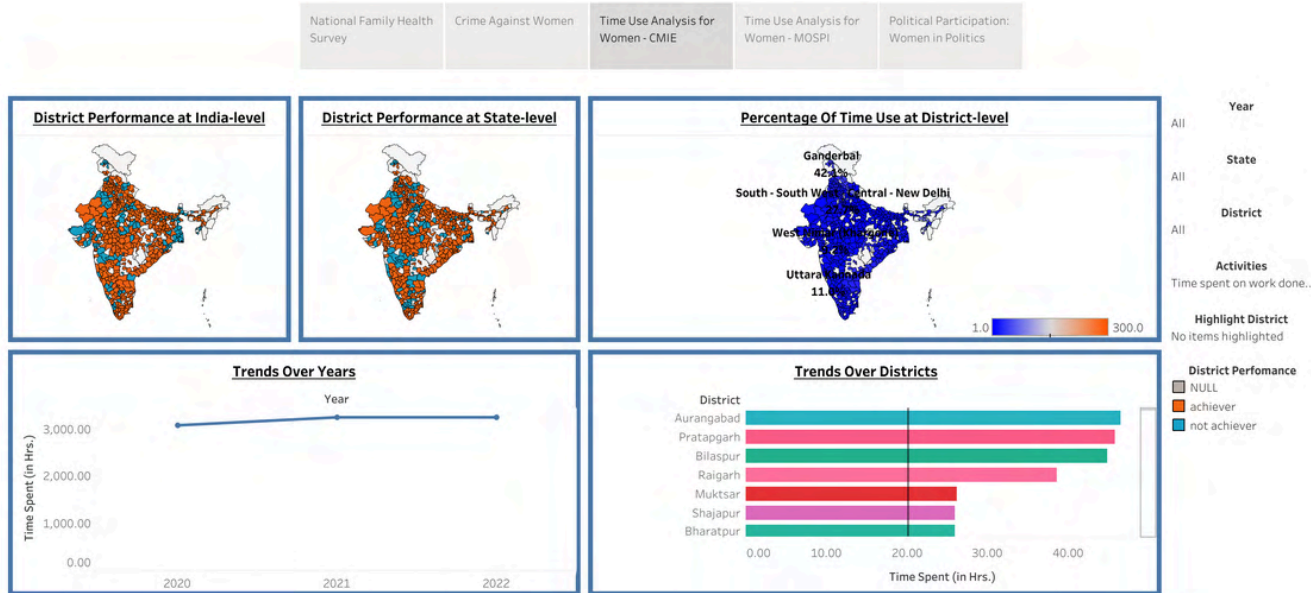 National Family Health
Survey
Crime Against Women
Time Use Analysis for
Women - CMIE
Time Use Analysis for
Women - MOSPI
Political Participation:
Women in Politics
District Performance at India-level
District Performance at State-level
Percentage Of Time Use at District-level
Ganderbal
42.1%
South - South West - Central - New Delhi
West Nimar (Khargone)
9.2%
Uttara Kannada
1.0
300.0
Year
All
State
All
District
All
Activities
Time spent on work done..
Highlight District
No items highlighted
District Perfomance
NULL
achiever
not achiever
Trends Over Years
Year
Time Spent (in Hrs.)
3,000.00
2,000.00
1,000.00
0.00
2020
2021
2022
Trends Over Districts
District
Aurangabad
Pratapgarh
Bilaspur
Raigarh
Muktsar
Shajapur
Bharatpur
0.00
10.00
20.00
30.00
40.00
Time Spent (in Hrs.)